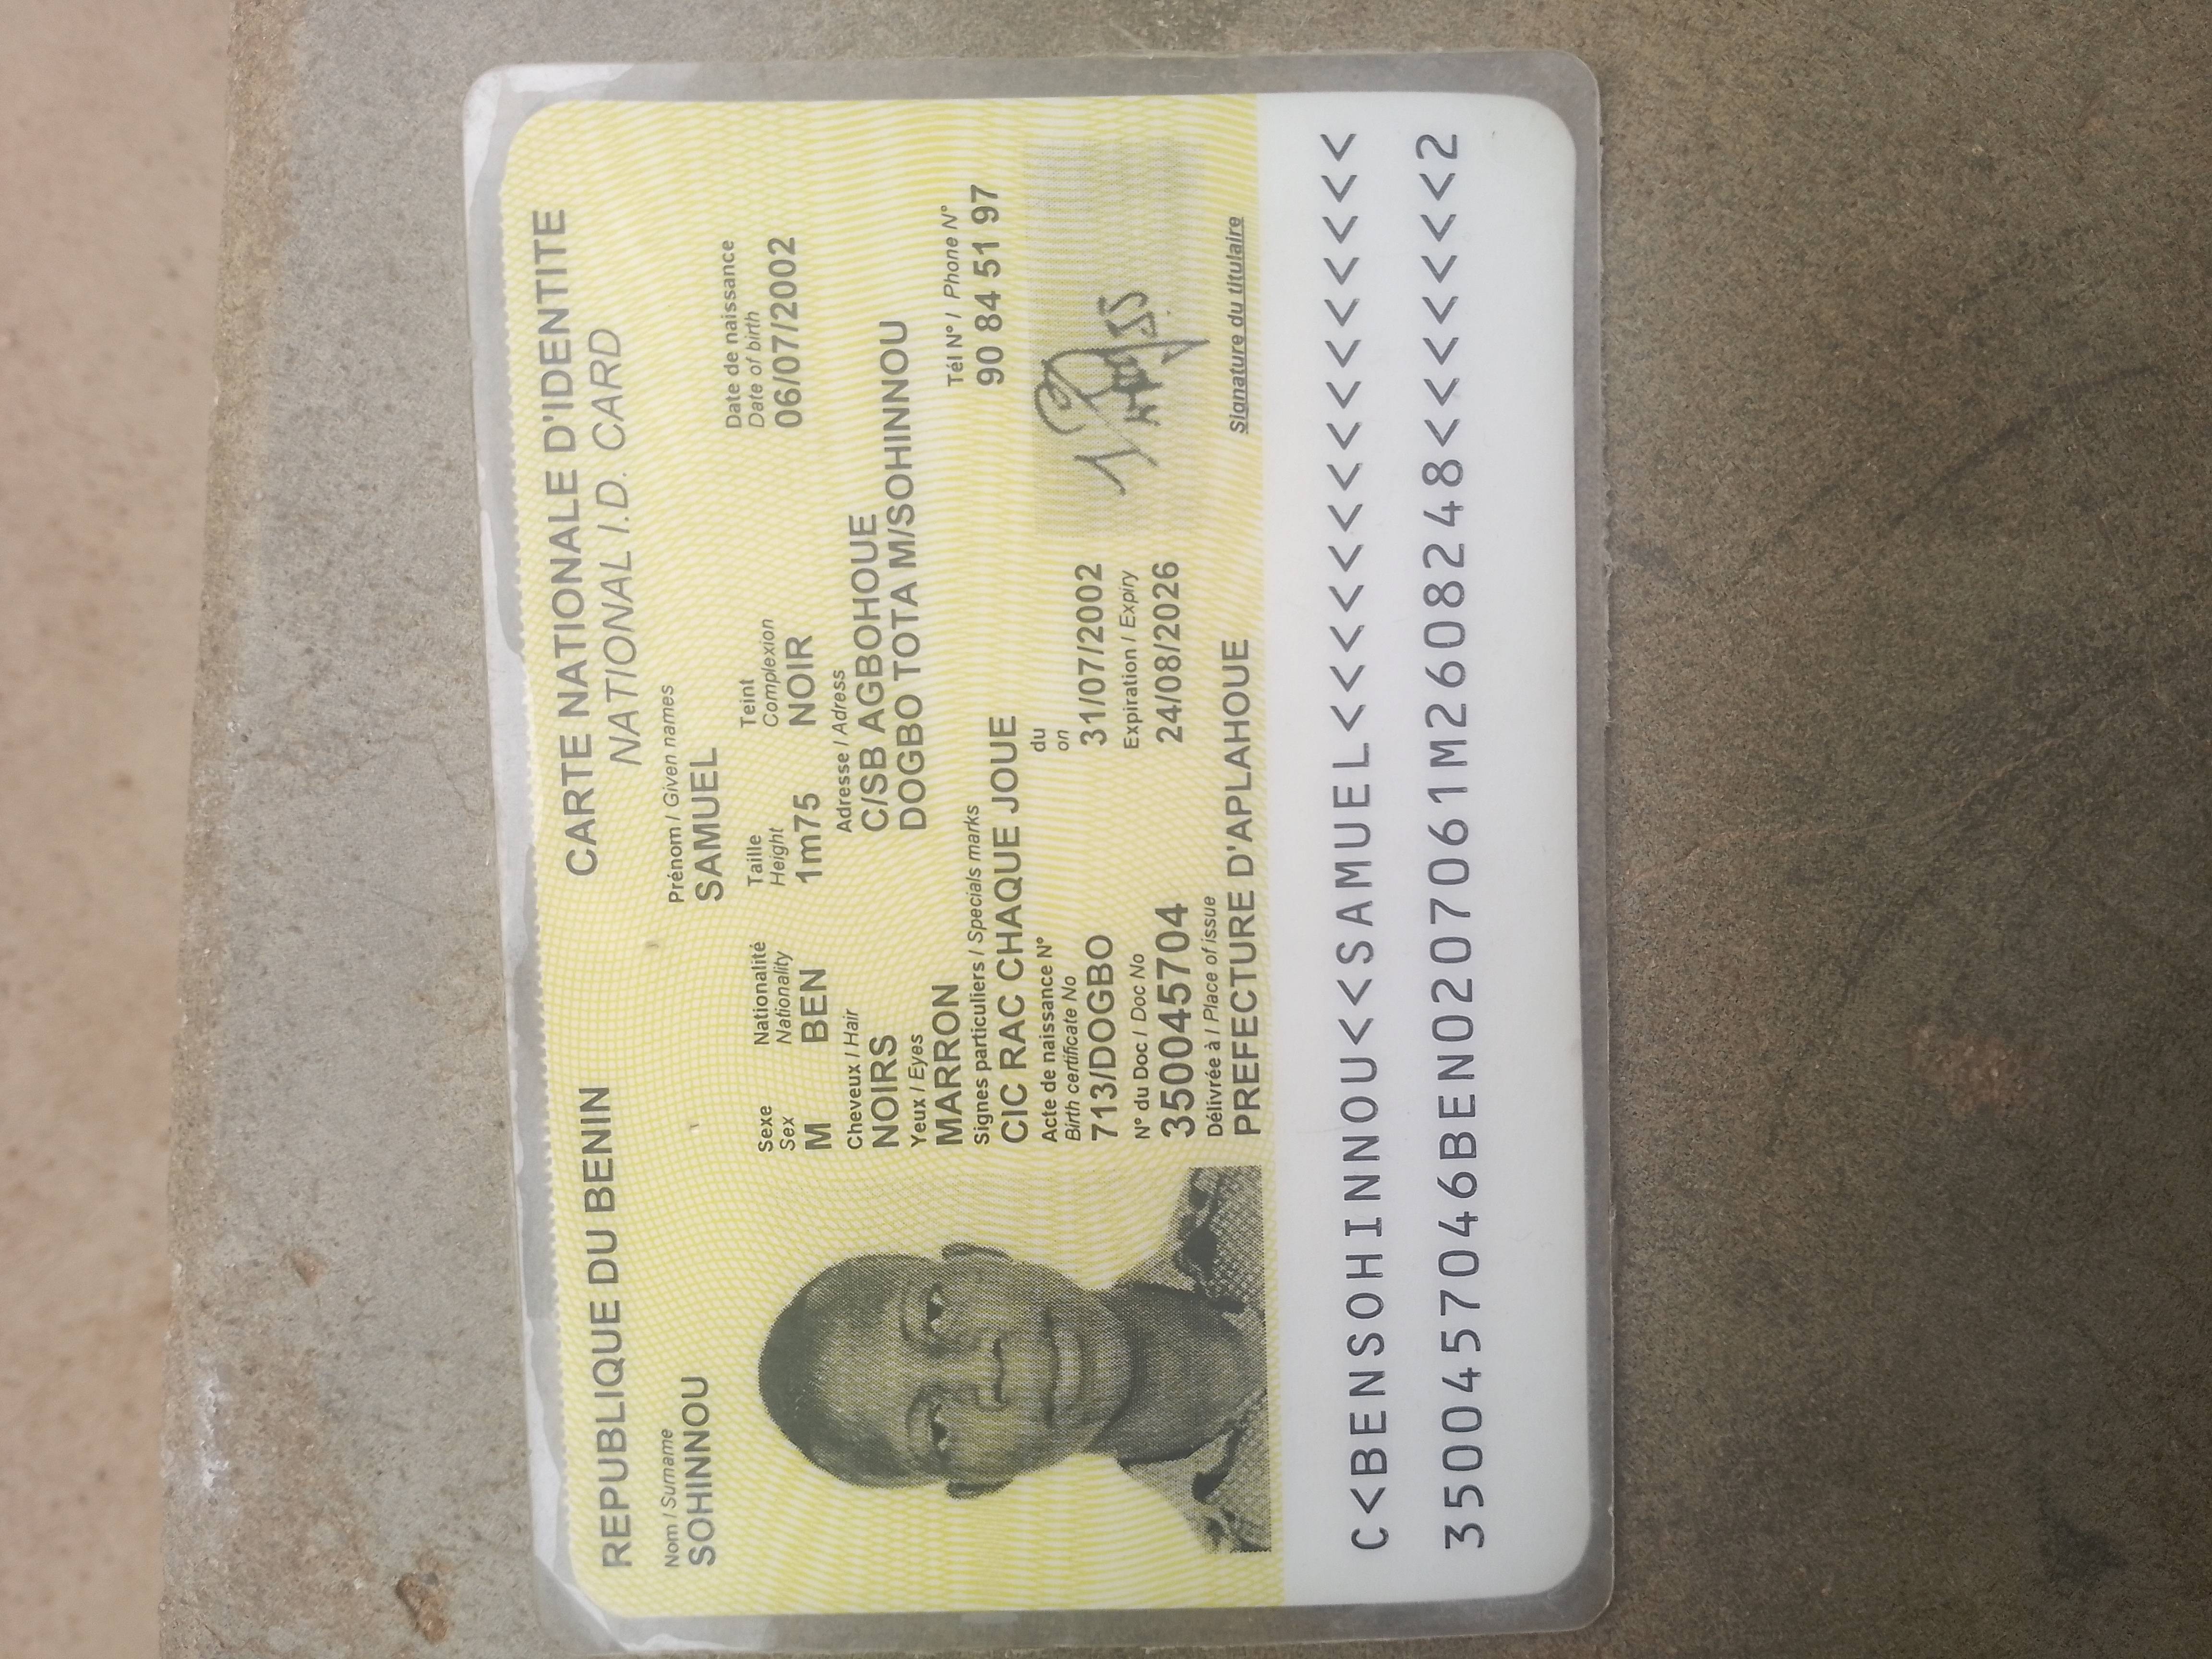 REPUBLIQUE DU BENIN
CARTE NATIONALE D'IDENTITE
NATIONAL I.D. CARD
Nom / Surname
SOHINNOU
Prénom / Given names
SAMUEL
Sexe
Sex
M
Nationalité
Nationality
BEN
Taille
Height
1m75
Teint
Complexion
NOIR
Date de naissance
Date of birth
06/07/2002
Cheveux / Hair
NOIRS
Adresse / Adress
C/SB AGBOHOUE
DOGBO TOTA M/SOHINNOU
Yeux / Eyes
MARRON
Signes particuliers / Specials marks
CIC RAC CHAQUE JOUE
Tél N° / Phone N°
90 84 51 97
Acte de naissance N°
Birth certificate No
713/DOGBO
du
on
31/07/2002
N° du Doc / Doc No
3500457​04
Expiration / Expiry
24/08/2026
Délivrée à / Place of issue
PREFECTURE D'APLAHOUE
Signature du titulaire
C<BENSOHINNOU<<SAMUEL<<<<<<<<<<<<<<<
3500457046BEN0207061M2608248<<<<<<<2